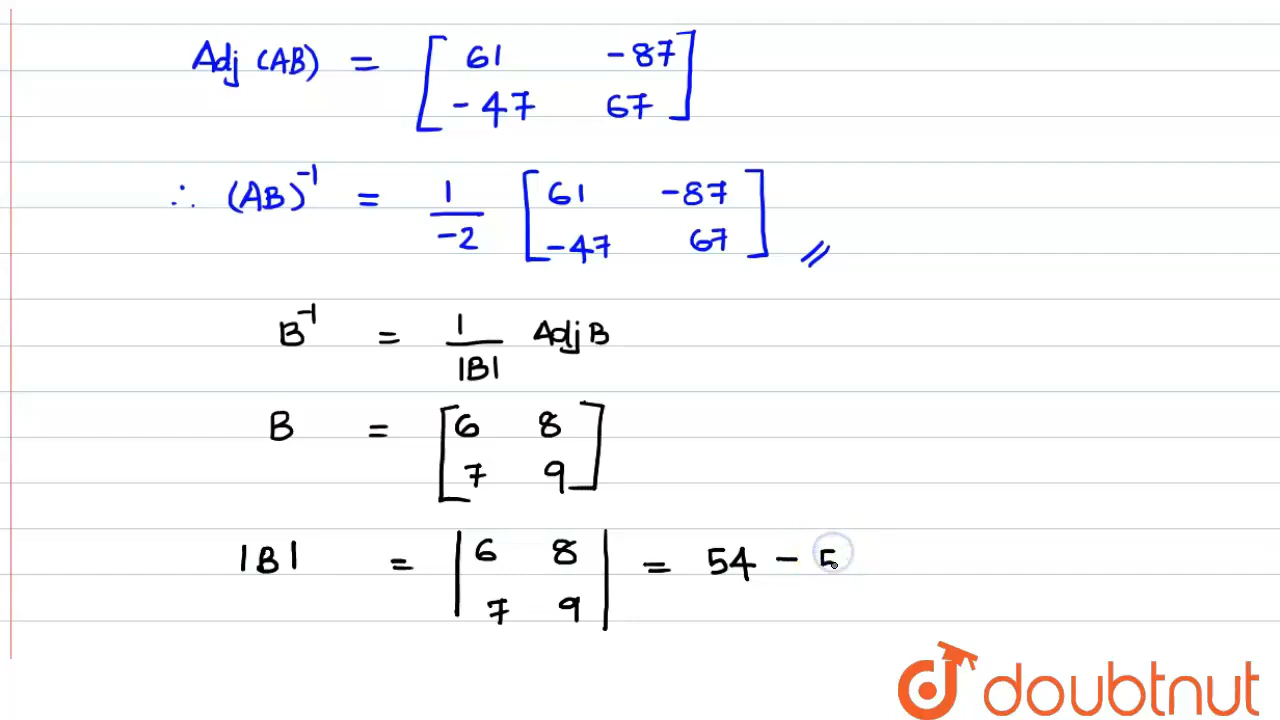 Adj (AB) = [ 61 -87
-47 67 ]
∴ (AB)⁻¹ = 1/-2 [ 61 -87
-47 67 ] //
B⁻¹ = 1/|B| Adj B
B = [ 6 8
7 9 ]
|B| = | 6 8
7 9 | = 54 - 5
doubtnut